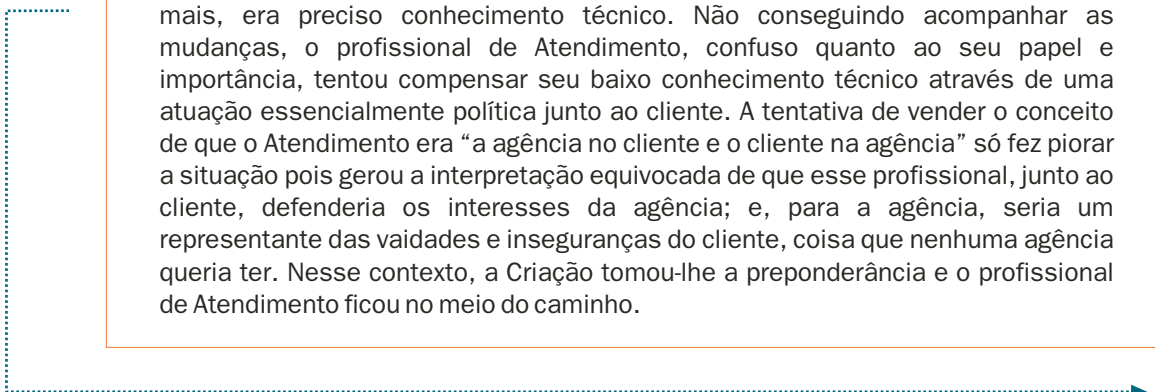 mais, era preciso conhecimento técnico. Não conseguindo acompanhar as
mudanças, o profissional de Atendimento, confuso quanto ao seu papel e
importância, tentou compensar seu baixo conhecimento técnico através de uma
atuação essencialmente política junto ao cliente. A tentativa de vender o conceito
de que o Atendimento era “a agência no cliente e o cliente na agência” só fez piorar
a situação pois gerou a interpretação equivocada de que esse profissional, junto ao
cliente, defenderia os interesses da agência; e, para a agência, seria um
representante das vaidades e inseguranças do cliente, coisa que nenhuma agência
queria ter. Nesse contexto, a Criação tomou-lhe a preponderância e o profissional
de Atendimento ficou no meio do caminho.